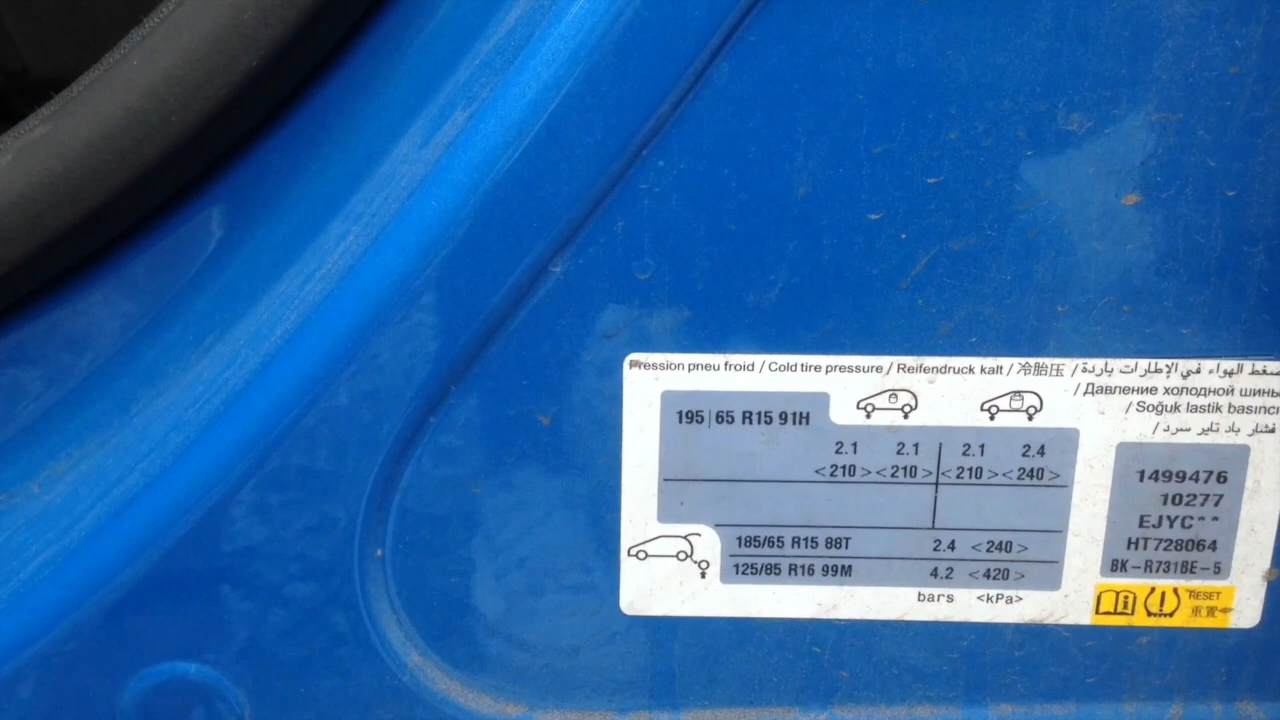 Pression pneu froid / Cold tire pressure / Reifendruck kalt / 冷胎压 / ضغط الهواء في الإطارات باردة
/ Давление холодной шины
/ Soğuk lastik basıncı
/ فشار باد تایر سرد
195|65 R15 91H
2.1 2.1 2.1 2.4
<210> <210> <210> <240>
185/65 R15 88T 2.4 <240>
125/85 R16 99M 4.2 <420>
bars <kPa>
1499476
10277
EJYC**
HT728064
BK-R731BE-5
RESET
重置